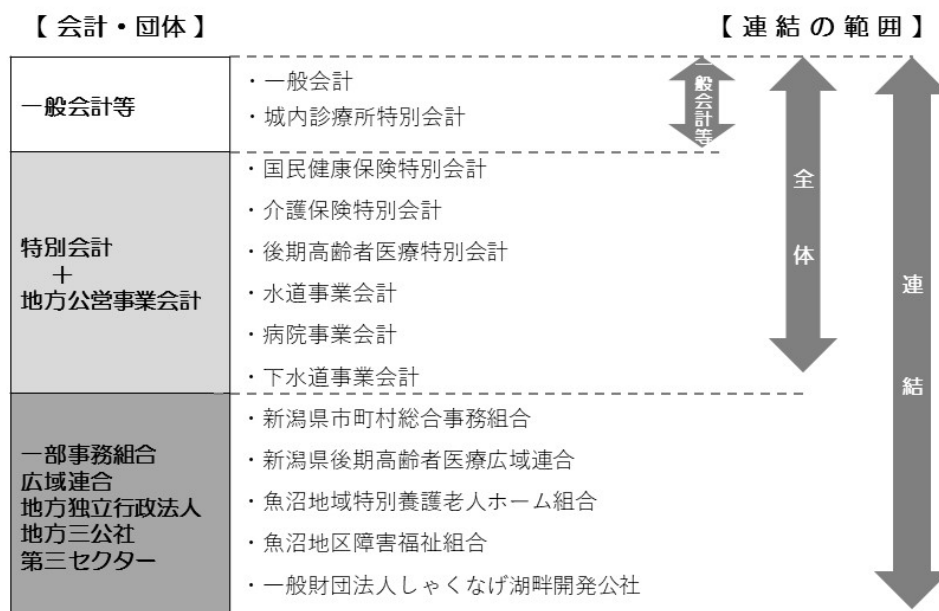 【 会計・団体 】
【 連 結 の 範 囲 】
一般会計等
・一般会計
・城内診療所特別会計
特別会計
＋
地方公営事業会計
・国民健康保険特別会計
・介護保険特別会計
・後期高齢者医療特別会計
・水道事業会計
・病院事業会計
・下水道事業会計
一部事務組合
広域連合
地方独立行政法人
地方三公社
第三セクター
・新潟県市町村総合事務組合
・新潟県後期高齢者医療広域連合
・魚沼地域特別養護老人ホーム組合
・魚沼地区障害福祉組合
・一般財団法人しゃくなげ湖畔開発公社
一般会計等
全体
連結